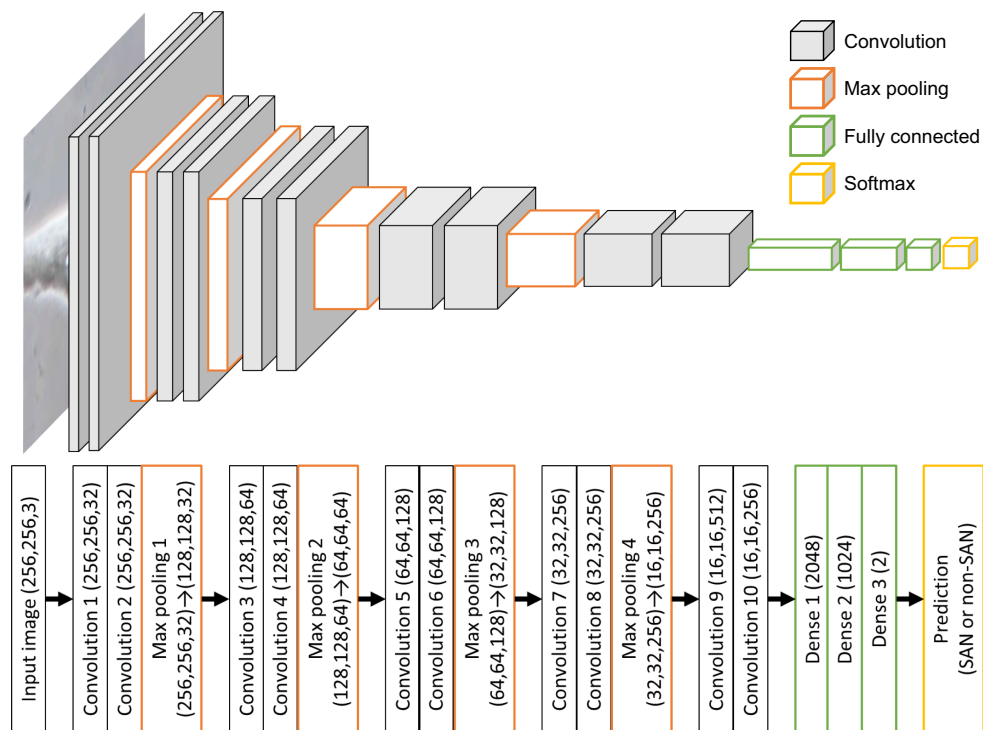 Convolution
Max pooling
Fully connected
Softmax
Input image (256,256,3)
Convolution 1 (256,256,32)
Convolution 2 (256,256,32)
Max pooling 1
(256,256,32)→(128,128,32)
Convolution 3 (128,128,64)
Convolution 4 (128,128,64)
Max pooling 2
(128,128,64)→(64,64,64)
Convolution 5 (64,64,128)
Convolution 6 (64,64,128)
Max pooling 3
(64,64,128)→(32,32,128)
Convolution 7 (32,32,256)
Convolution 8 (32,32,256)
Max pooling 4
(32,32,256)→(16,16,256)
Convolution 9 (16,16,512)
Convolution 10 (16,16,256)
Dense 1 (2048)
Dense 2 (1024)
Dense 3 (2)
Prediction
(SAN or non-SAN)